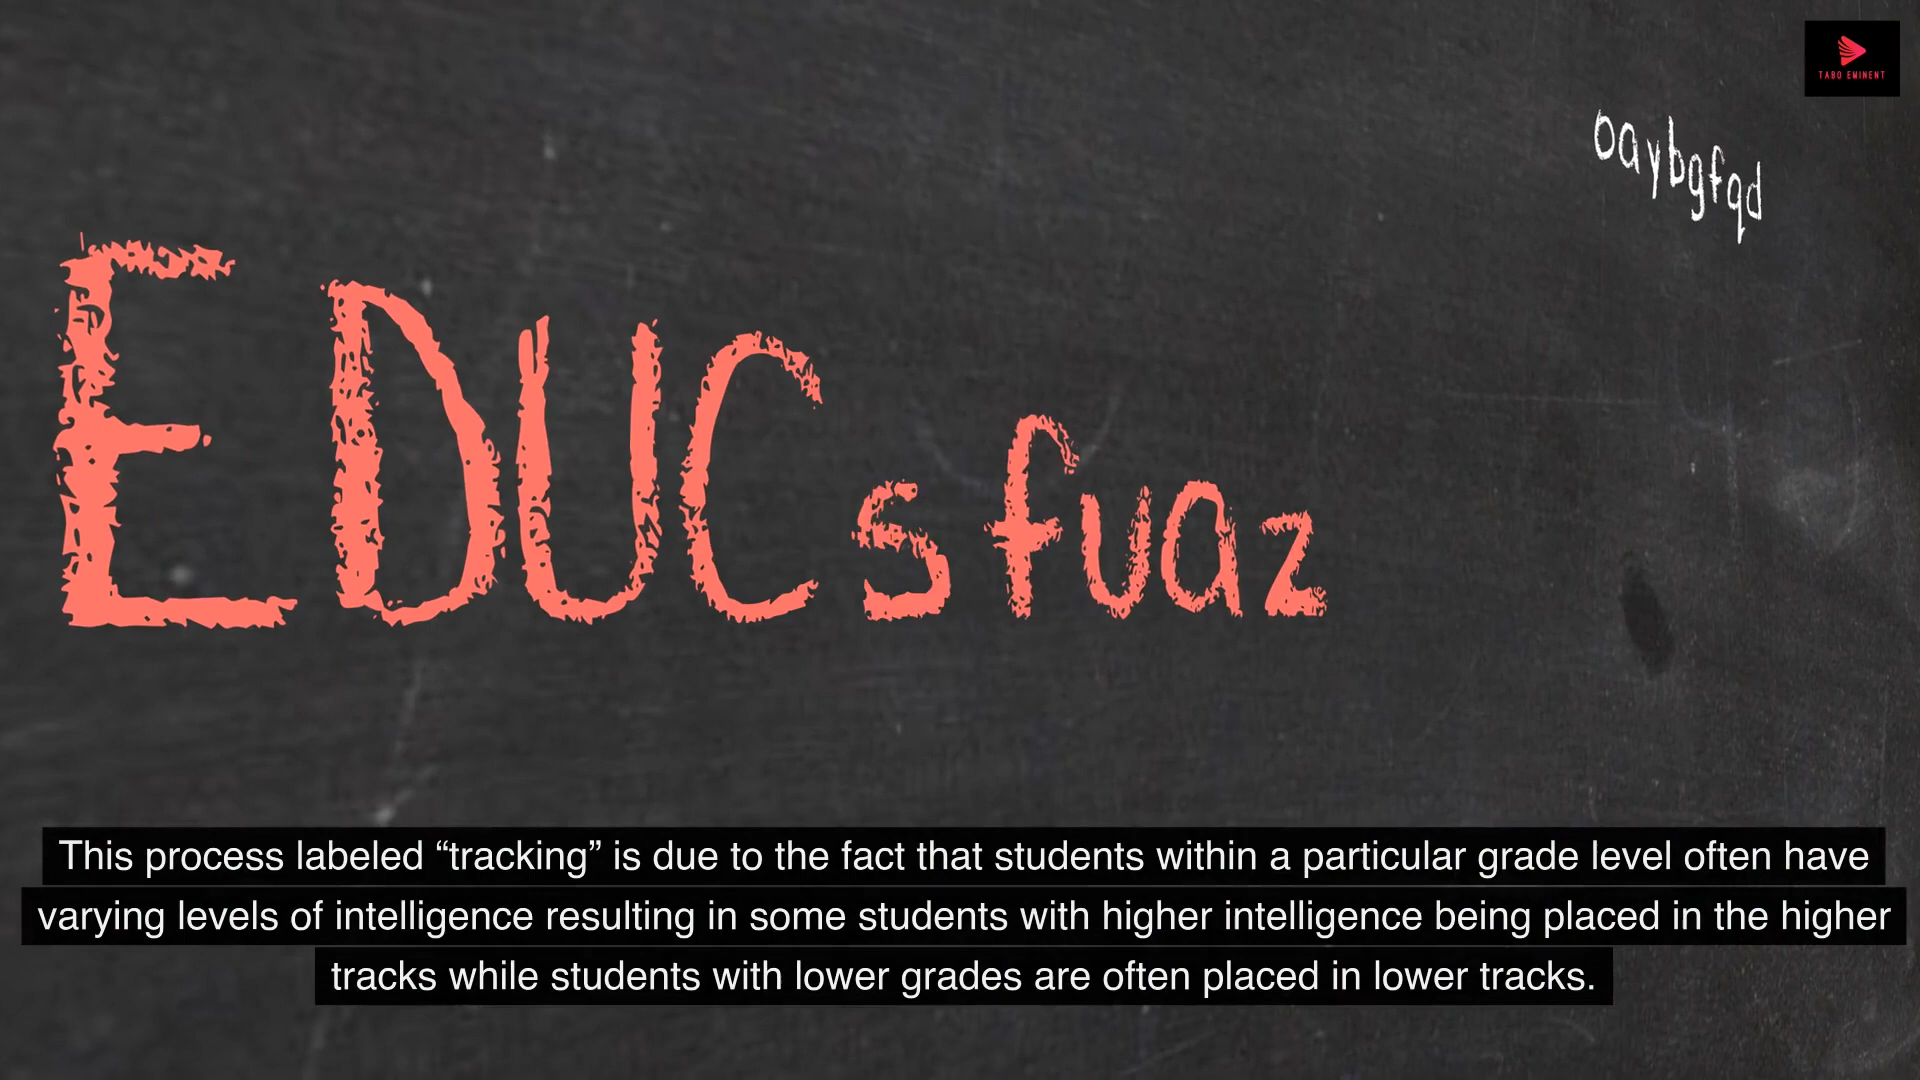 TABO EMINENT
oaybgfqd
EDUCsfuaz
This process labeled “tracking” is due to the fact that students within a particular grade level often have
varying levels of intelligence resulting in some students with higher intelligence being placed in the higher
tracks while students with lower grades are often placed in lower tracks.